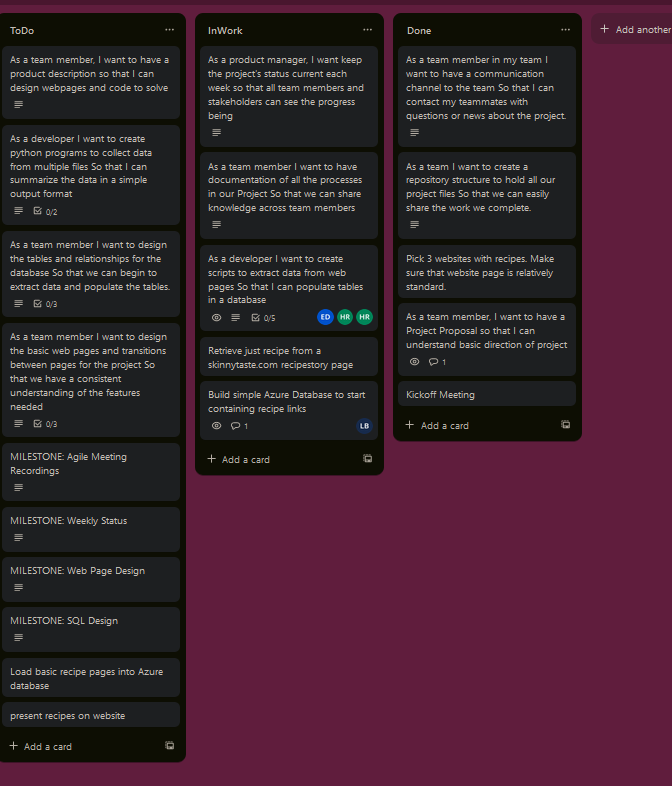 ToDo
As a team member, I want to have a
product description so that I can
design webpages and code to solve
As a developer I want to create
python programs to collect data
from multiple files So that I can
summarize the data in a simple
output format
0/2
As a team member I want to design
the tables and relationships for the
database So that we can begin to
extract data and populate the tables.
0/3
As a team member I want to design
the basic web pages and transitions
between pages for the project So
that we have a consistent
understanding of the features
needed
0/3
MILESTONE: Agile Meeting
Recordings
MILESTONE: Weekly Status
MILESTONE: Web Page Design
MILESTONE: SQL Design
Load basic recipe pages into Azure
database
present recipes on website
+ Add a card
InWork
As a product manager, I want keep
the project's status current each
week so that all team members and
stakeholders can see the progress
being
As a team member I want to have
documentation of all the processes
in our Project So that we can share
knowledge across team members
As a developer I want to create
scripts to extract data from web
pages So that I can populate tables
in a database
0/5 ED HR HR
Retrieve just recipe from a
skinnytaste.com recipestory page
Build simple Azure Database to start
containing recipe links
1 LB
+ Add a card
Done
As a team member in my team I
want to have a communication
channel to the team So that I can
contact my teammates with
questions or news about the project.
As a team I want to create a
repository structure to hold all our
project files So that we can easily
share the work we complete.
Pick 3 websites with recipes. Make
sure that website page is relatively
standard.
As a team member, I want to have a
Project Proposal so that I can
understand basic direction of project
1
Kickoff Meeting
+ Add a card
+ Add another